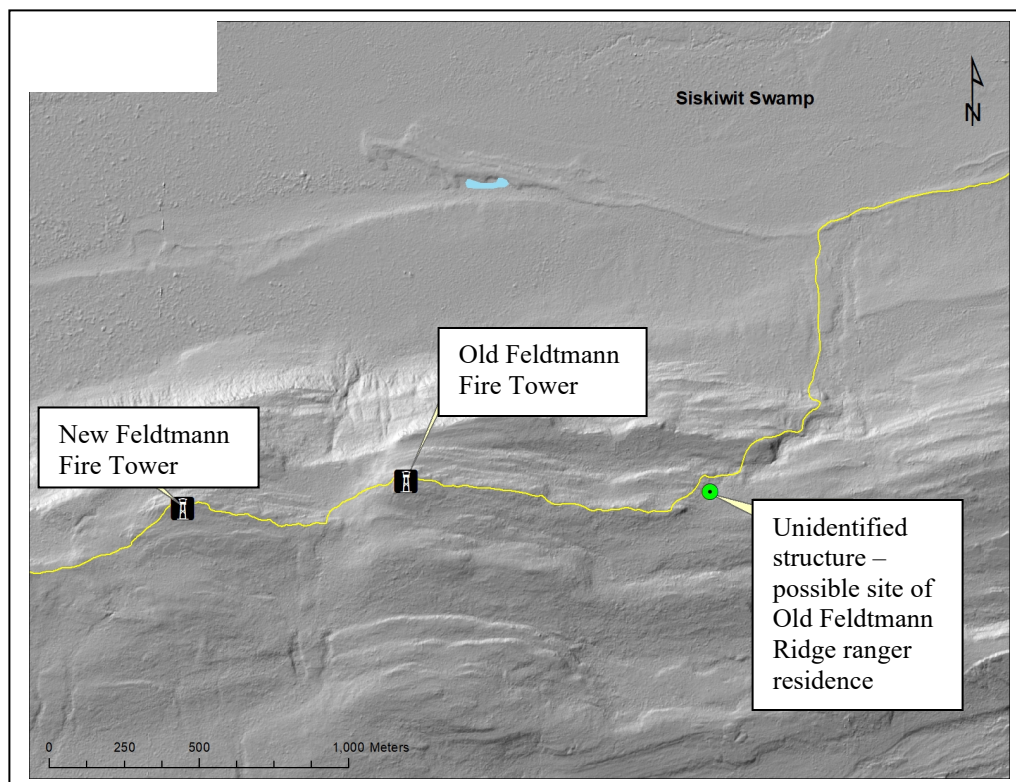 Siskiwit Swamp
N
Old Feldtmann
Fire Tower
New Feldtmann
Fire Tower
Unidentified
structure –
possible site of
Old Feldtmann
Ridge ranger
residence
0 250 500 1,000 Meters